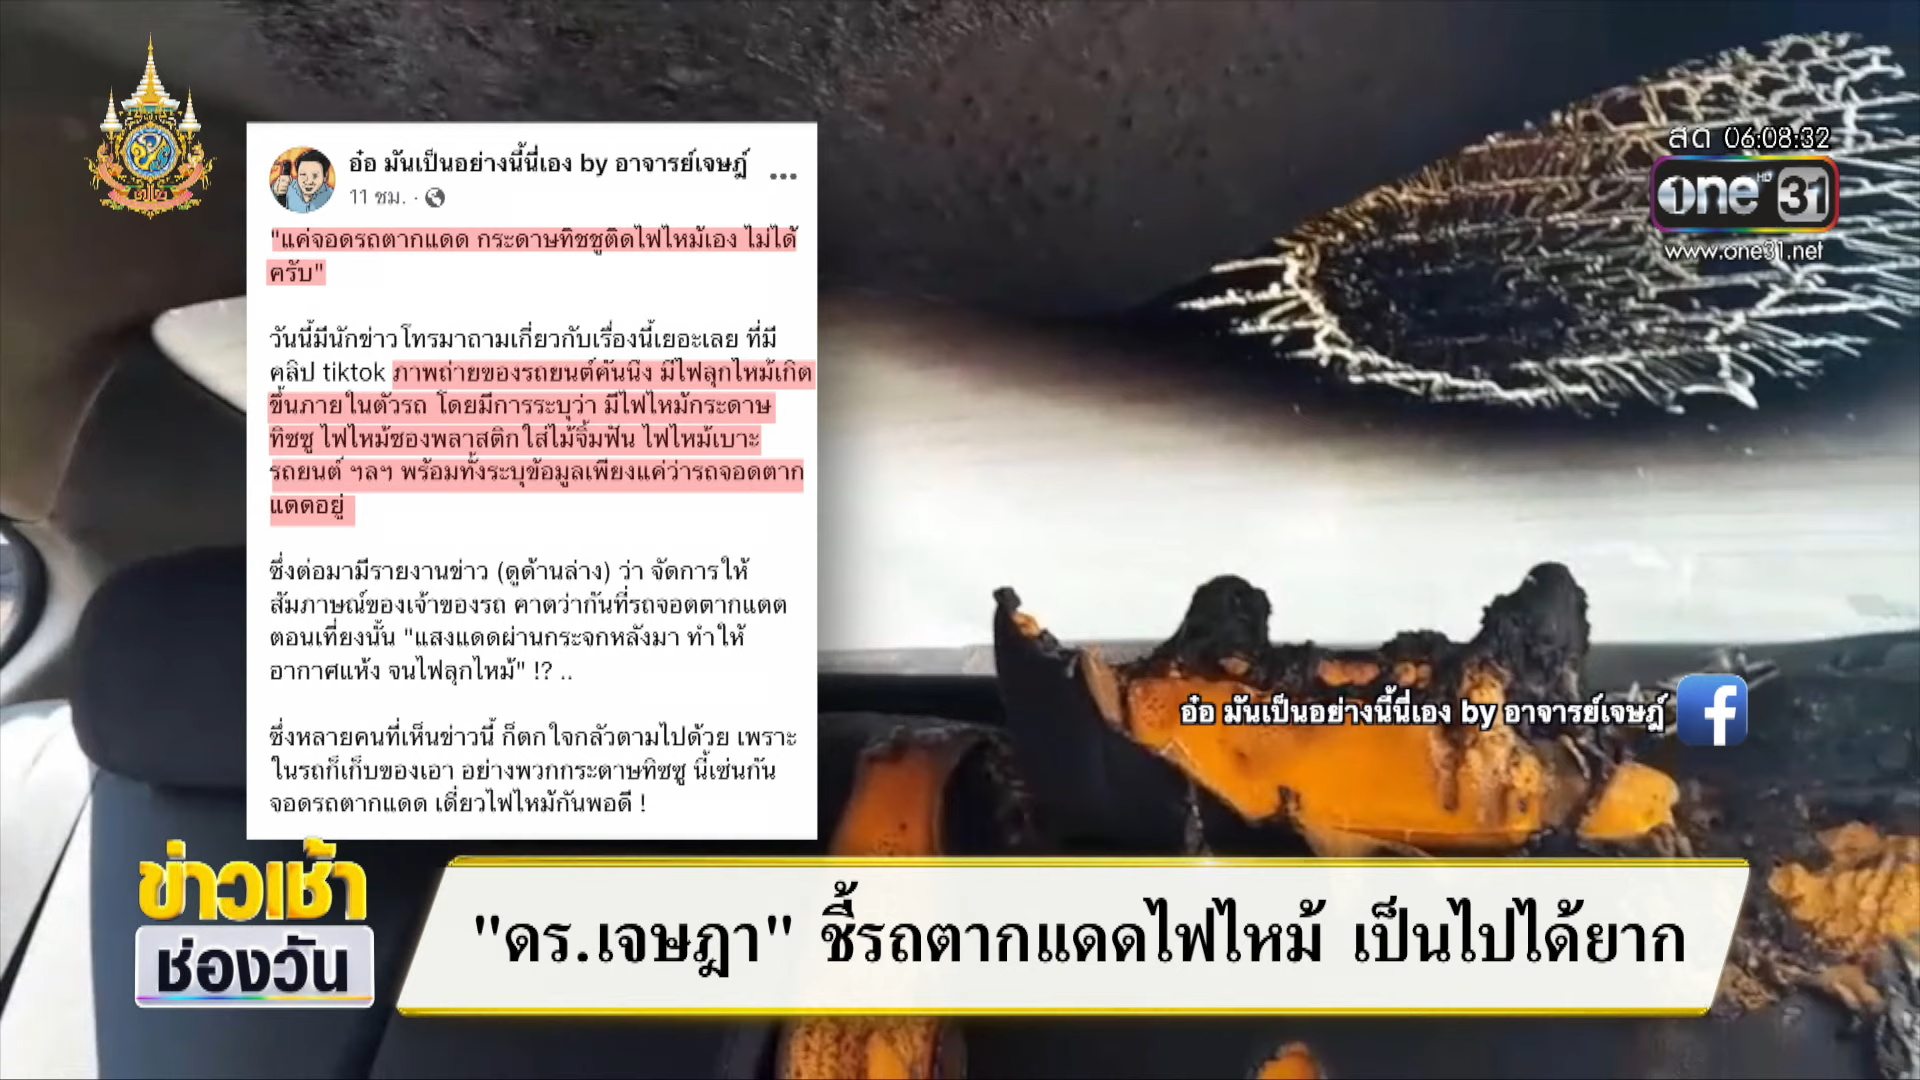 สด 06:08:32
one HD 31
www.one31.net
อ๋อ มันเป็นอย่างนี้นี่เอง by อาจารย์เจษฎ์
11 ชม.
"แค่จอดรถตากแดด กระดาษทิชชูติดไฟไหม้เอง ไม่ได้
ครับ"
วันนี้มีนักข่าวโทรมาถามเกี่ยวกับเรื่องนี้เยอะเลย ที่มี
คลิป tiktok ภาพถ่ายของรถยนต์คันนึง มีไฟลุกไหม้เกิด
ขึ้นภายในตัวรถ โดยมีการระบุว่า มีไฟไหม้กระดาษ
ทิชชู ไฟไหม้ซองพลาสติกใส่ไม้จิ้มฟัน ไฟไหม้เบาะ
รถยนต์ ฯลฯ พร้อมทั้งระบุข้อมูลเพียงแค่ว่ารถจอดตาก
แดดอยู่
ซึ่งต่อมามีรายงานข่าว (ดูด้านล่าง) ว่า จัดการให้
สัมภาษณ์ของเจ้าของรถ คาดว่ากันที่รถจอดตากแดด
ตอนเที่ยงนั้น "แสงแดดผ่านกระจกหลังมา ทำให้
อากาศแห้ง จนไฟลุกไหม้" !? ..
ซึ่งหลายคนที่เห็นข่าวนี้ ก็ตกใจกลัวตามไปด้วย เพราะ
ในรถก็เก็บของเอา อย่างพวกกระดาษทิชชู นี้เช่นกัน
จอดรถตากแดด เดี๋ยวไฟไหม้กันพอดี !
อ๋อ มันเป็นอย่างนี้นี่เอง by อาจารย์เจษฎ์
ข่าวเช้า
ช่องวัน
"ดร.เจษฎา" ชี้รถตากแดดไฟไหม้ เป็นไปได้ยาก